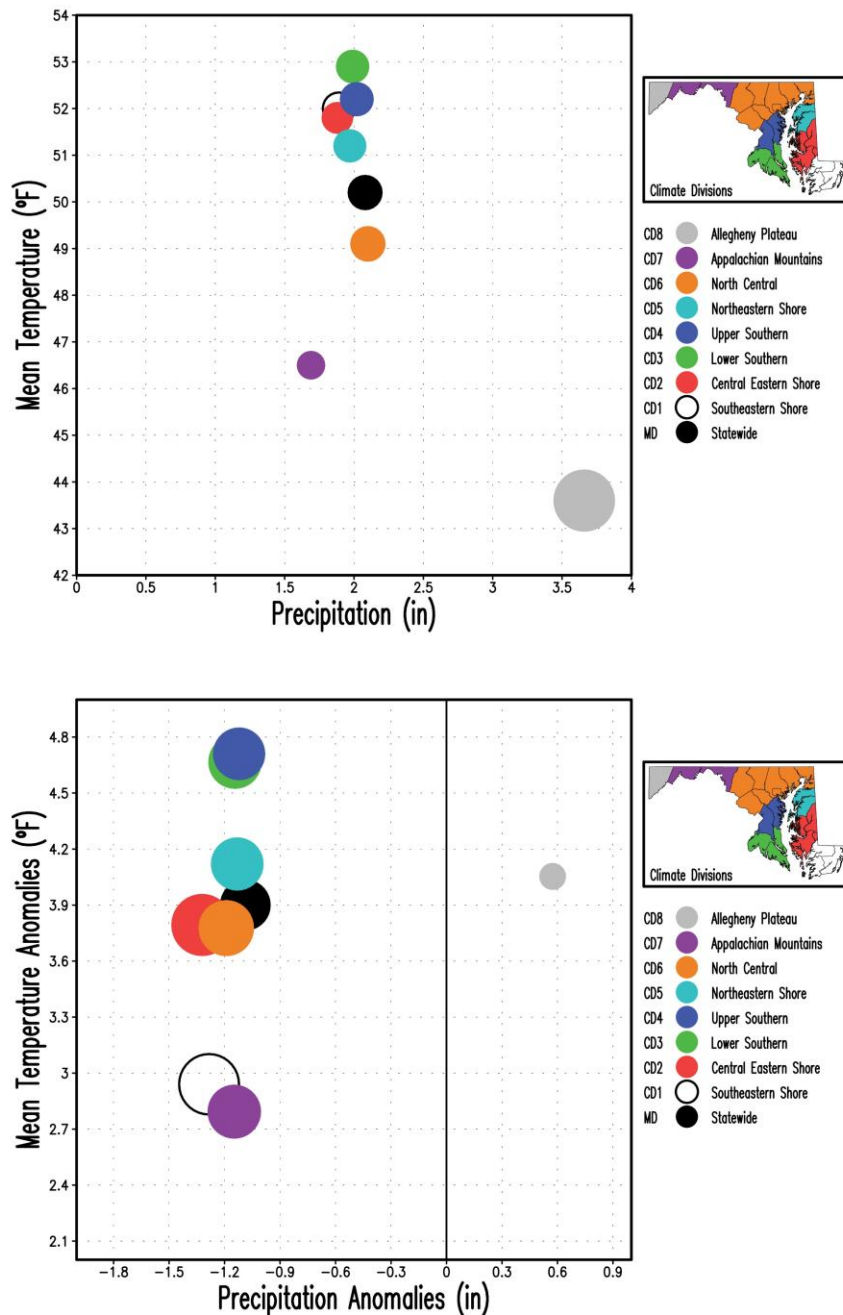 54
53
52
51
50
49
48
47
46
45
44
43
42
Mean Temperature (ºF)
0 0.5 1 1.5 2 2.5 3 3.5 4
Precipitation (in)
Climate Divisions
CD8 Allegheny Plateau
CD7 Appalachian Mountains
CD6 North Central
CD5 Northeastern Shore
CD4 Upper Southern
CD3 Lower Southern
CD2 Central Eastern Shore
CD1 Southeastern Shore
MD Statewide
4.8
4.5
4.2
3.9
3.6
3.3
3
2.7
2.4
2.1
Mean Temperature Anomalies (ºF)
-1.8 -1.5 -1.2 -0.9 -0.6 -0.3 0 0.3 0.6 0.9
Precipitation Anomalies (in)
Climate Divisions
CD8 Allegheny Plateau
CD7 Appalachian Mountains
CD6 North Central
CD5 Northeastern Shore
CD4 Upper Southern
CD3 Lower Southern
CD2 Central Eastern Shore
CD1 Southeastern Shore
MD Statewide